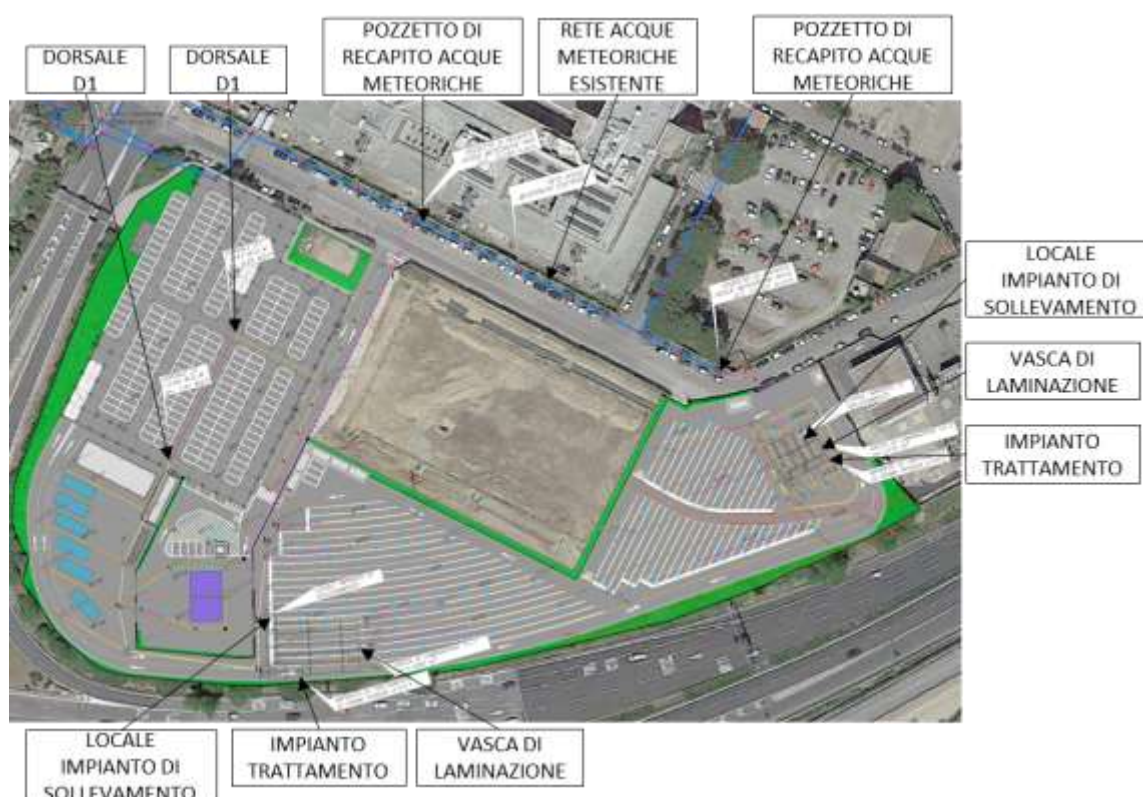 DORSALE
D1
DORSALE
D1
POZZETTO DI
RECAPITO ACQUE
METEORICHE
RETE ACQUE
METEORICHE
ESISTENTE
POZZETTO DI
RECAPITO ACQUE
METEORICHE
LOCALE
IMPIANTO DI
SOLLEVAMENTO
VASCA DI
LAMINAZIONE
IMPIANTO
TRATTAMENTO
LOCALE
IMPIANTO DI
SOLLEVAMENTO
IMPIANTO
TRATTAMENTO
VASCA DI
LAMINAZIONE